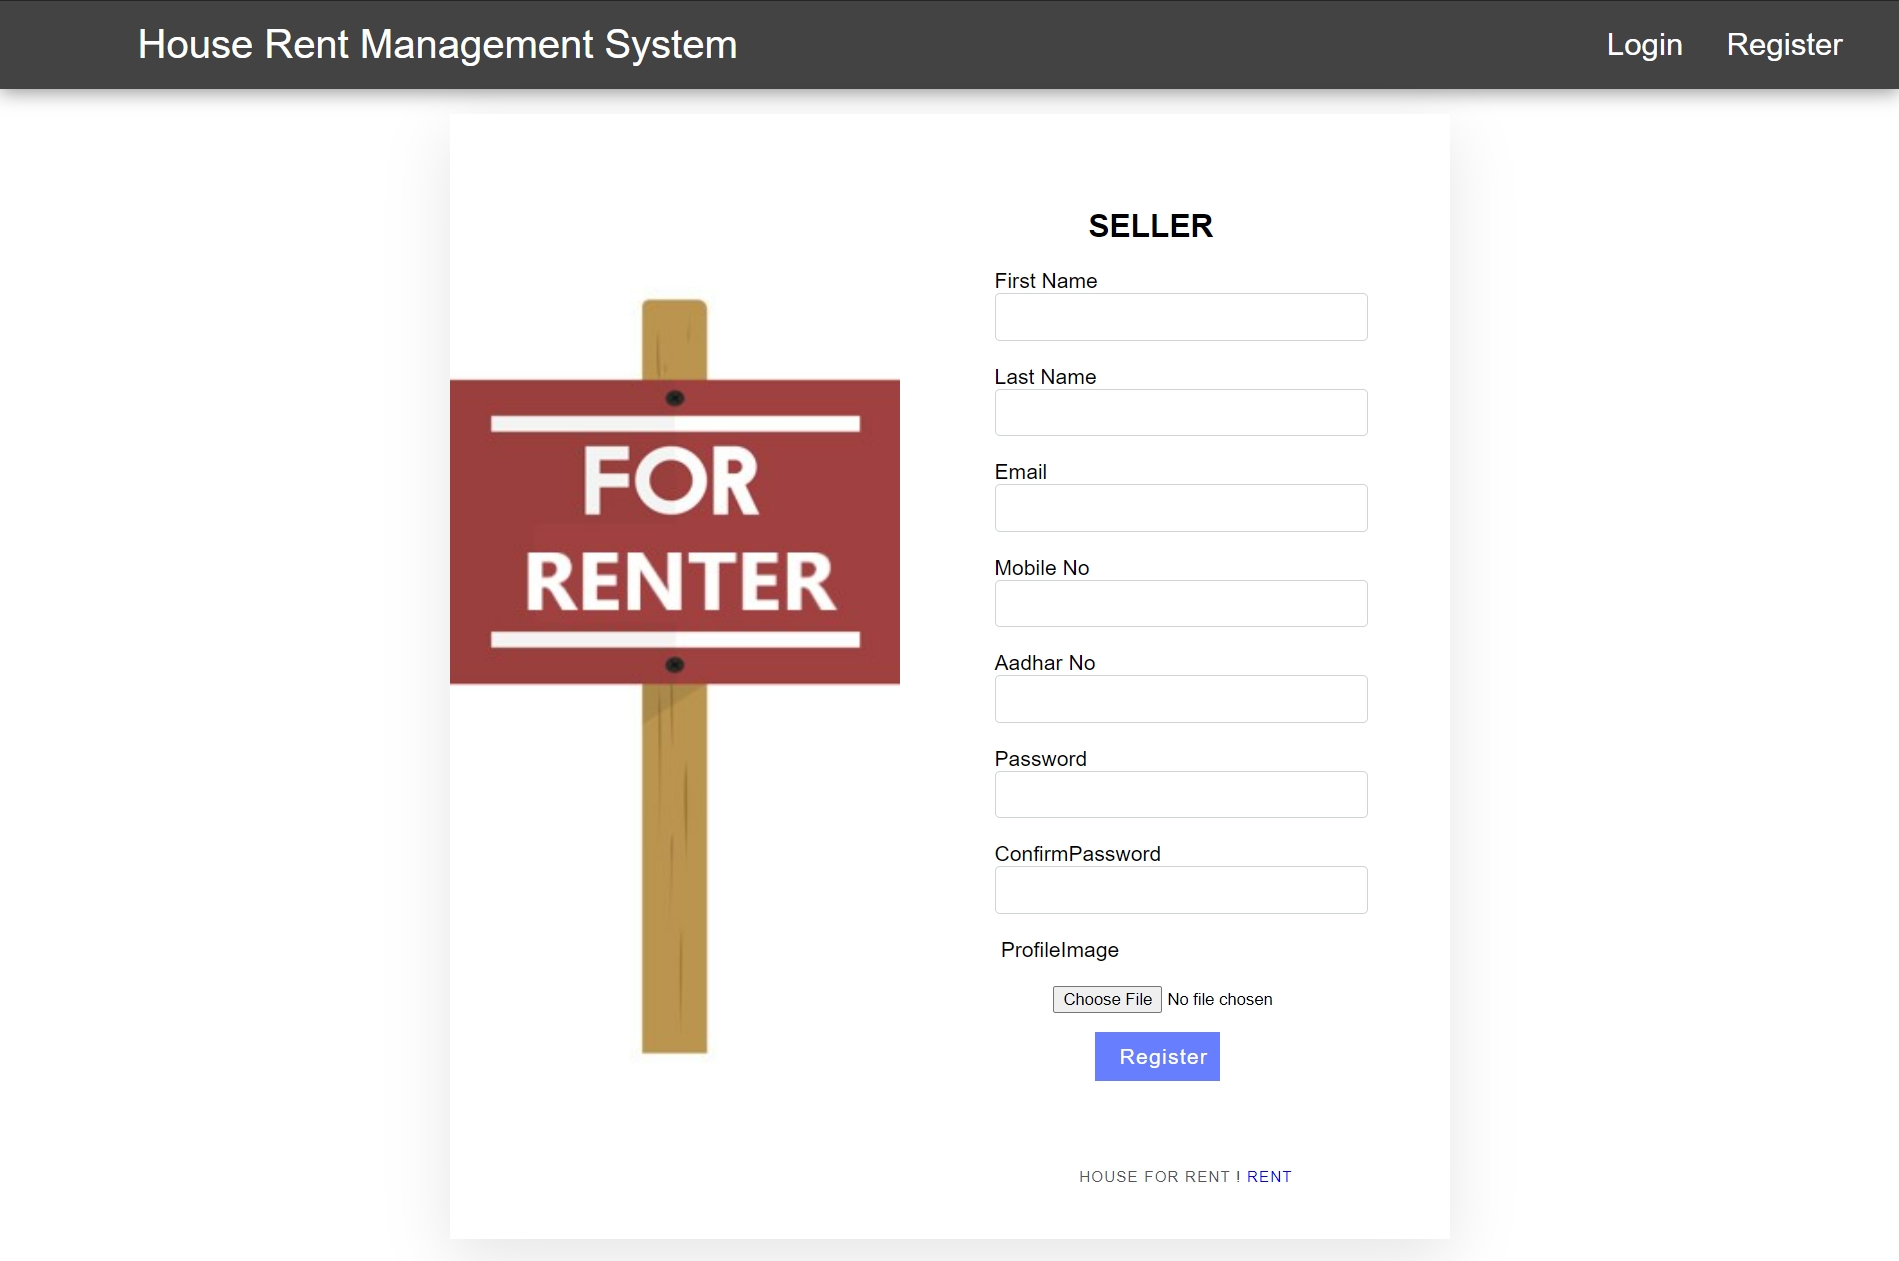 House Rent Management System
Login Register
FOR
RENTER
SELLER
First Name
Last Name
Email
Mobile No
Aadhar No
Password
ConfirmPassword
ProfileImage
Choose File No file chosen
Register
HOUSE FOR RENT ! RENT